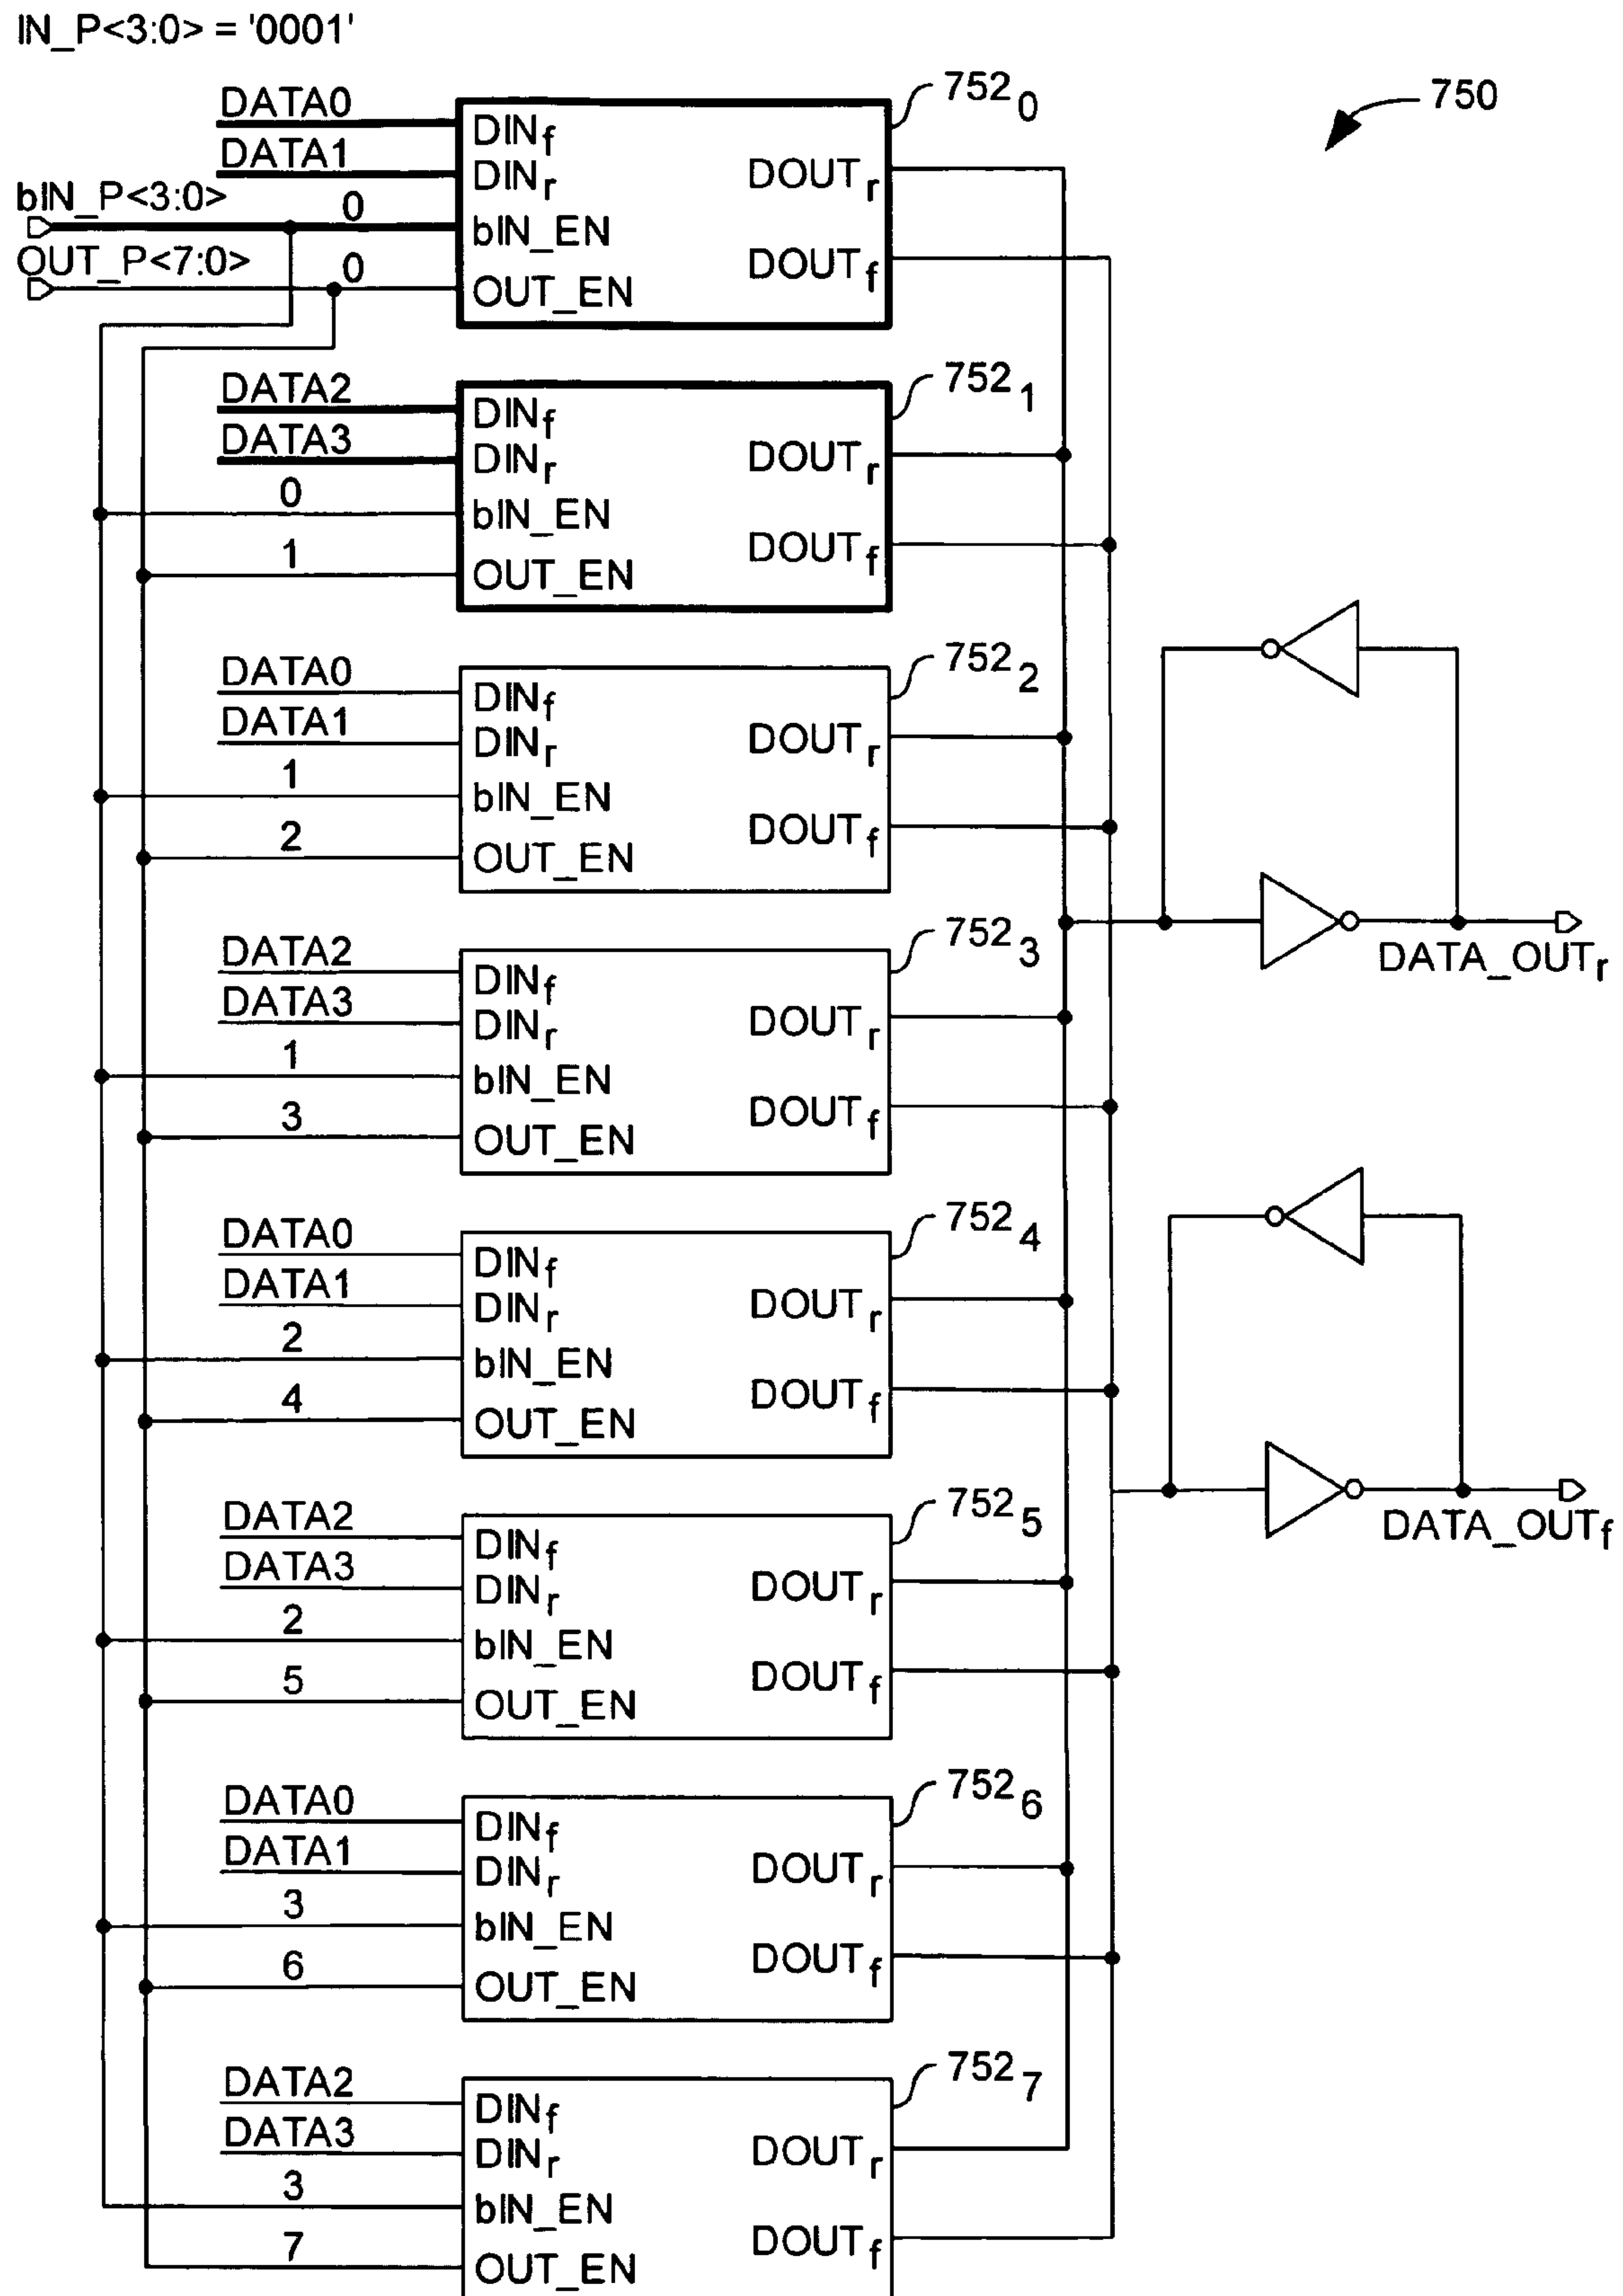 IN_P<3:0> = '0001'
750
752 0
DATA0
DATA1
bIN_P<3:0>
0
OUT_P<7:0>
0
DINf
DINr
bIN_EN
OUT_EN
DOUTr
DOUTf
752 1
DATA2
DATA3
0
1
DINf
DINr
bIN_EN
OUT_EN
DOUTr
DOUTf
752 2
DATA0
DATA1
1
2
DINf
DINr
bIN_EN
OUT_EN
DOUTr
DOUTf
752 3
DATA2
DATA3
1
3
DINf
DINr
bIN_EN
OUT_EN
DOUTr
DOUTf
DATA_OUTr
752 4
DATA0
DATA1
2
4
DINf
DINr
bIN_EN
OUT_EN
DOUTr
DOUTf
752 5
DATA2
DATA3
2
5
DINf
DINr
bIN_EN
OUT_EN
DOUTr
DOUTf
DATA_OUTf
752 6
DATA0
DATA1
3
6
DINf
DINr
bIN_EN
OUT_EN
DOUTr
DOUTf
752 7
DATA2
DATA3
3
7
DINf
DINr
bIN_EN
OUT_EN
DOUTr
DOUTf